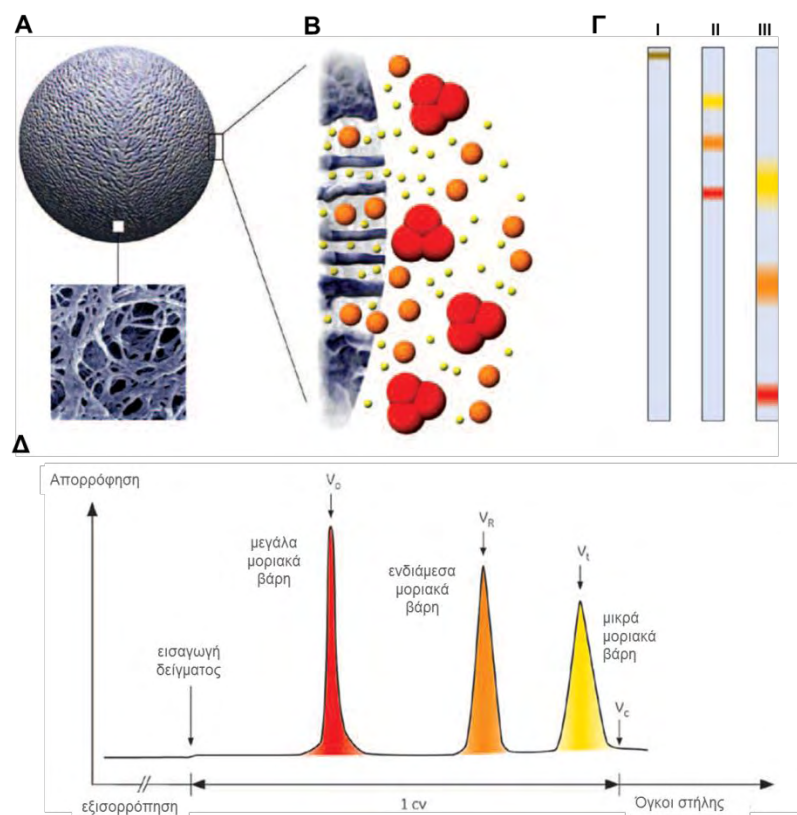 Α
Β
Γ
I
II
III
Δ
Απορρόφηση
V₀
μεγάλα
μοριακά
βάρη
V_R
ενδιάμεσα
μοριακά
βάρη
V_t
μικρά
μοριακά
βάρη
εισαγωγή
δείγματος
V_c
εξισορρόπηση
1 cv
Όγκοι στήλης